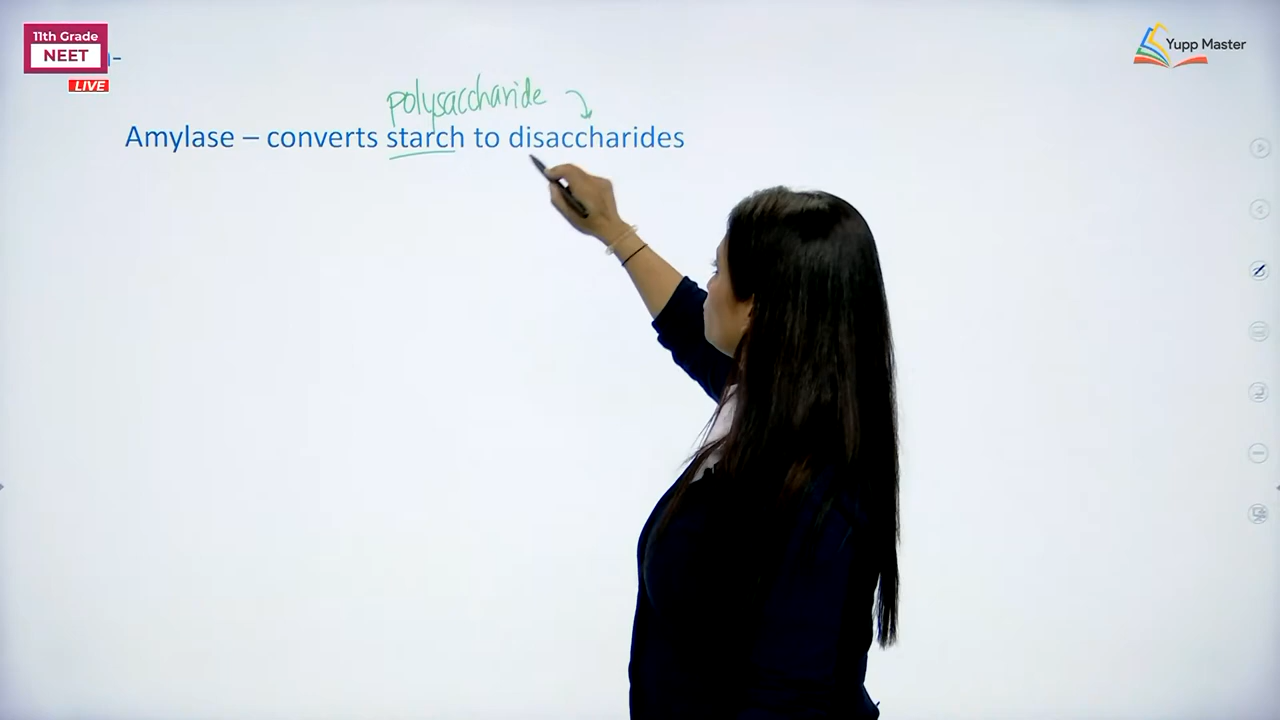 11th Grade
NEET
LIVE
Yupp Master
polysaccharide
Amylase – converts starch to disaccharides